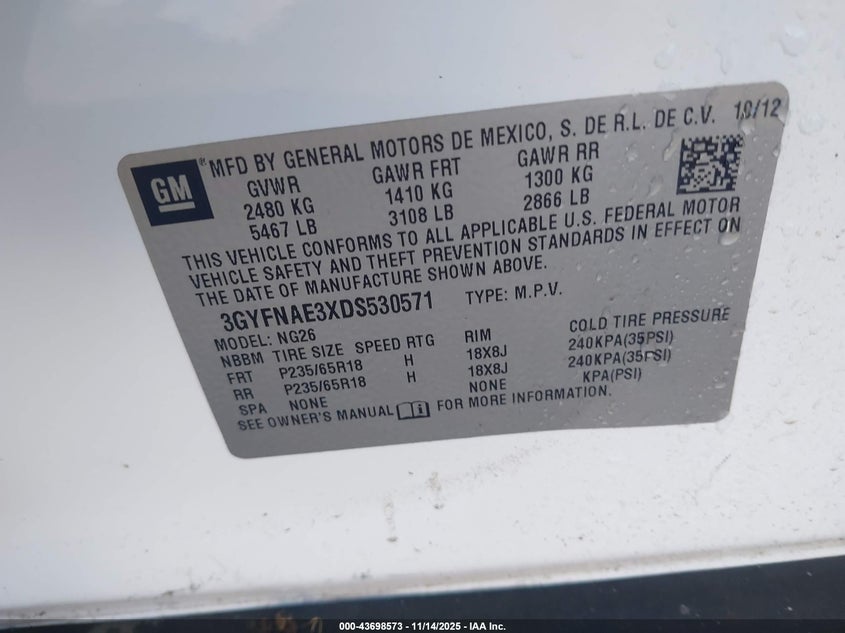 GM ® MFD BY GENERAL MOTORS DE MEXICO, S. DE R.L. DE C.V. 10/12
GVWR GAWR FRT GAWR RR
2480 KG 1410 KG 1300 KG
5467 LB 3108 LB 2866 LB
THIS VEHICLE CONFORMS TO ALL APPLICABLE U.S. FEDERAL MOTOR
VEHICLE SAFETY AND THEFT PREVENTION STANDARDS IN EFFECT ON
THE DATE OF MANUFACTURE SHOWN ABOVE.
3GYFNAE3XDS530571 TYPE: M.P.V.
MODEL: NG26
NBBM TIRE SIZE SPEED RTG RIM COLD TIRE PRESSURE
FRT P235/65R18 H 18X8J 240KPA(35PSI)
RR P235/65R18 H 18X8J 240KPA(35PSI)
SPA NONE NONE KPA(PSI)
SEE OWNER'S MANUAL FOR MORE INFORMATION.
000-43698573 - 11/14/2025 - IAA Inc.